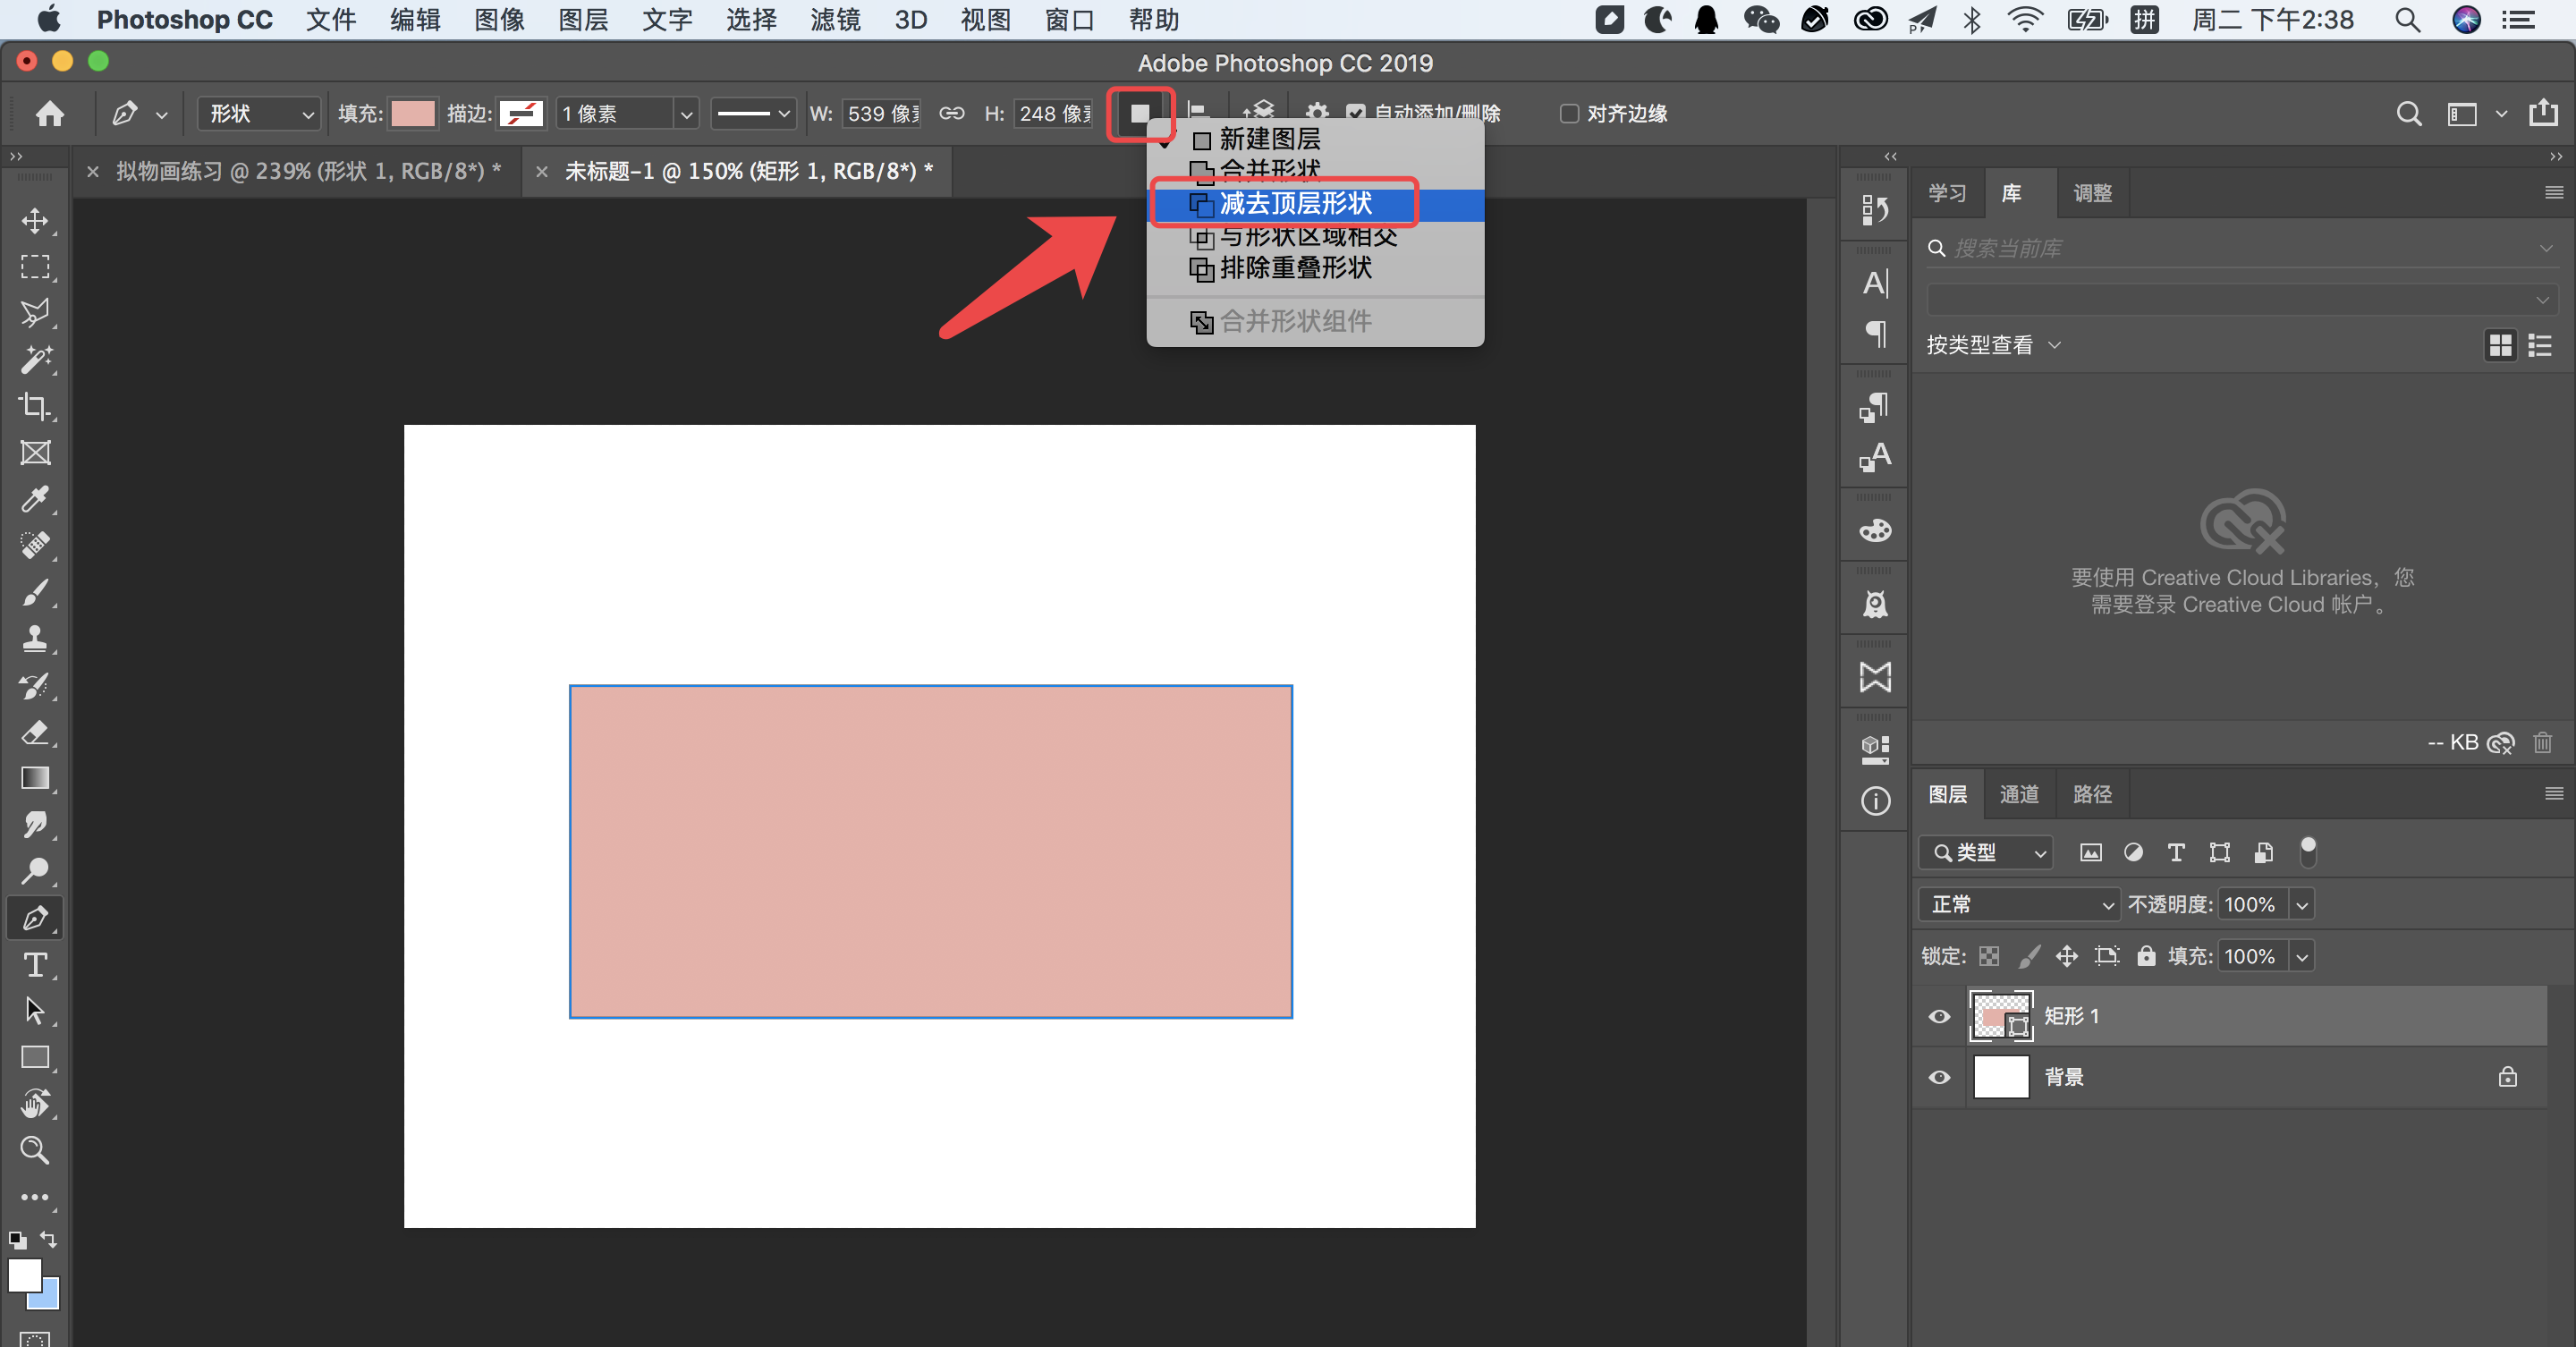 Photoshop CC 文件 编辑 图像 图层 文字 选择 滤镜 3D 视图 窗口 帮助 拼 周二 下午2:38
Adobe Photoshop CC 2019
形状 填充: 描边: 1 像素 W: 539 像 H: 248 像 自动添加/删除 对齐边缘
拟物画练习 @ 239% (形状 1, RGB/8*) * 未标题-1 @ 150% (矩形 1, RGB/8*) *
新建图层
合并形状
减去顶层形状
与形状区域相交
排除重叠形状
合并形状组件
学习 库 调整
搜索当前库
按类型查看
要使用 Creative Cloud Libraries，您
需要登录 Creative Cloud 帐户。
-- KB
图层 通道 路径
类型
正常 不透明度: 100%
锁定: 填充: 100%
矩形 1
背景